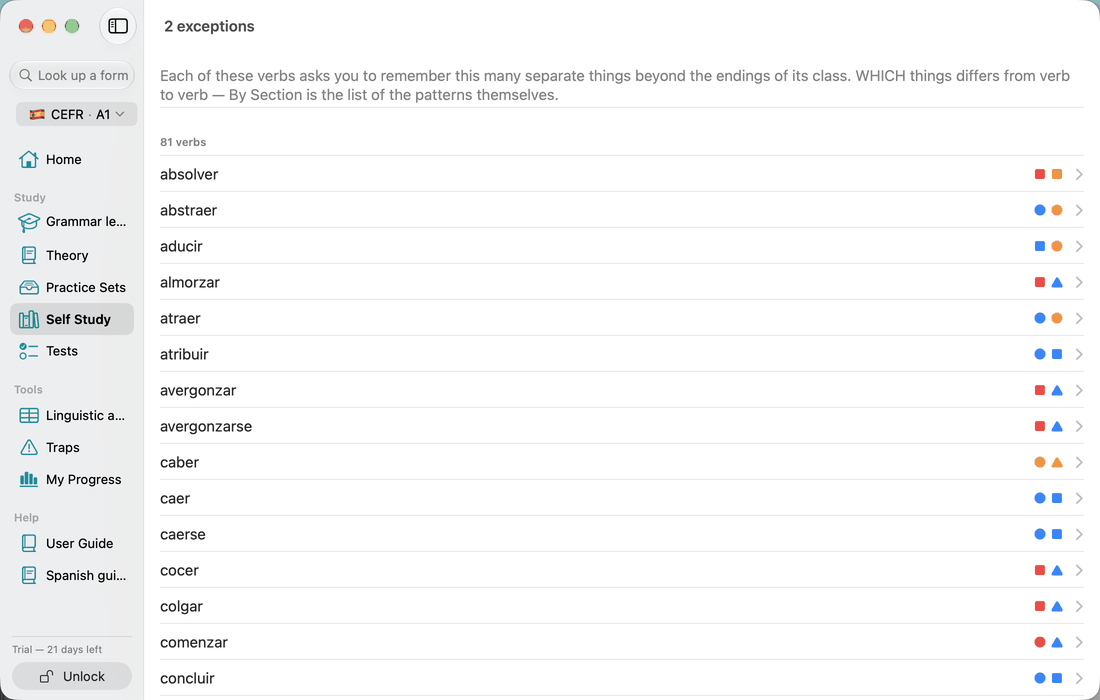 2 exceptions
Look up a form
CEFR · A1
Home
Study
Grammar le...
Theory
Practice Sets
Self Study
Tests
Tools
Linguistic a...
Traps
My Progress
Help
User Guide
Spanish gui...
Trial — 21 days left
Unlock
Each of these verbs asks you to remember this many separate things beyond the endings of its class. WHICH things differs from verb
to verb — By Section is the list of the patterns themselves.
81 verbs
absolver
abstraer
aducir
almorzar
atraer
atribuir
avergonzar
avergonzarse
caber
caer
caerse
cocer
colgar
comenzar
concluir